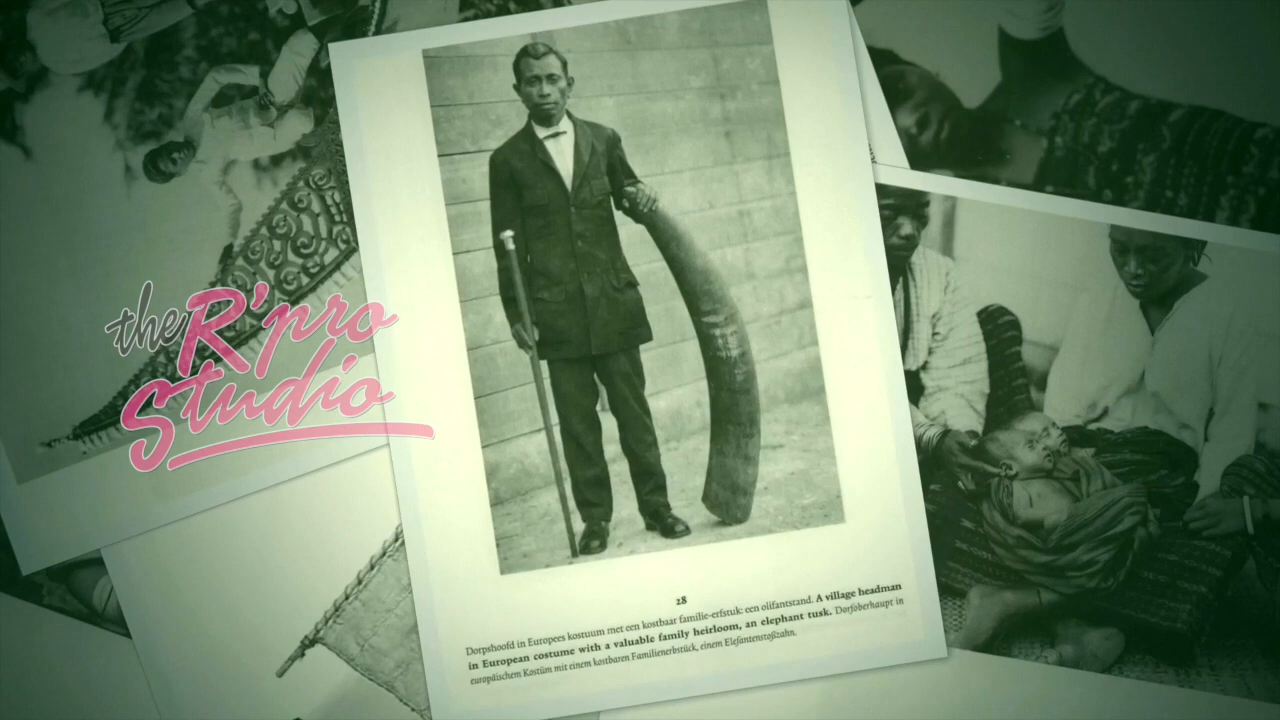 the R'pro
Studio
28
Dorpshoofd in Europees kostuum met een kostbaar familie-erfstuk: een olifantstand. A village headman
in European costume with a valuable family heirloom, an elephant tusk. Dorfoberhaupt in
europäischem Kostüm mit einem kostbaren Familienerbstück, einem Elefantenstoßzahn.